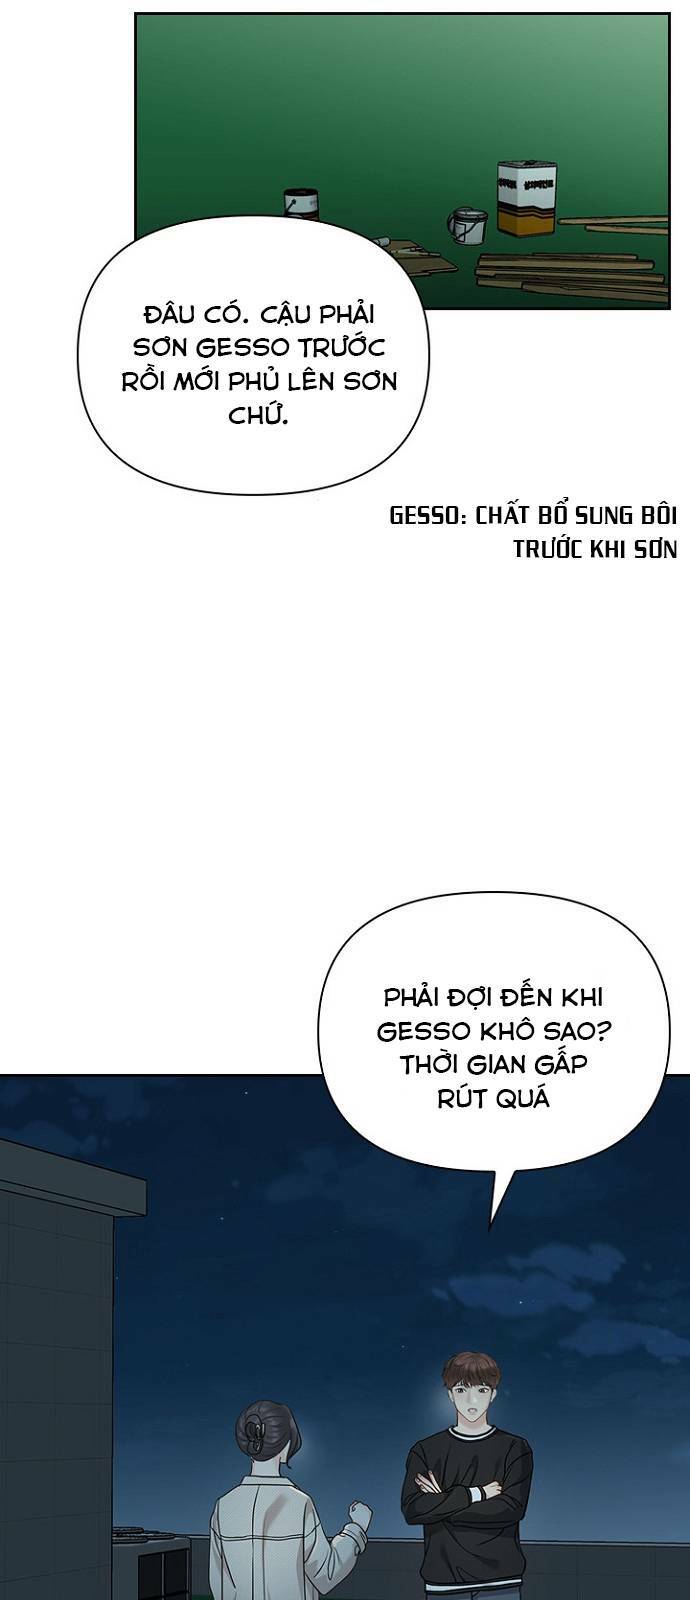 ĐÂU CÓ. CẬU PHẢI
SƠN GESSO TRƯỚC
RỒI MỚI PHỦ LÊN SƠN
CHỨ.
GESSO: CHẤT BỔ SUNG BÔI
TRƯỚC KHI SƠN
PHẢI ĐỢI ĐẾN KHI
GESSO KHÔ SAO?
THỜI GIAN GẤP
RÚT QUÁ